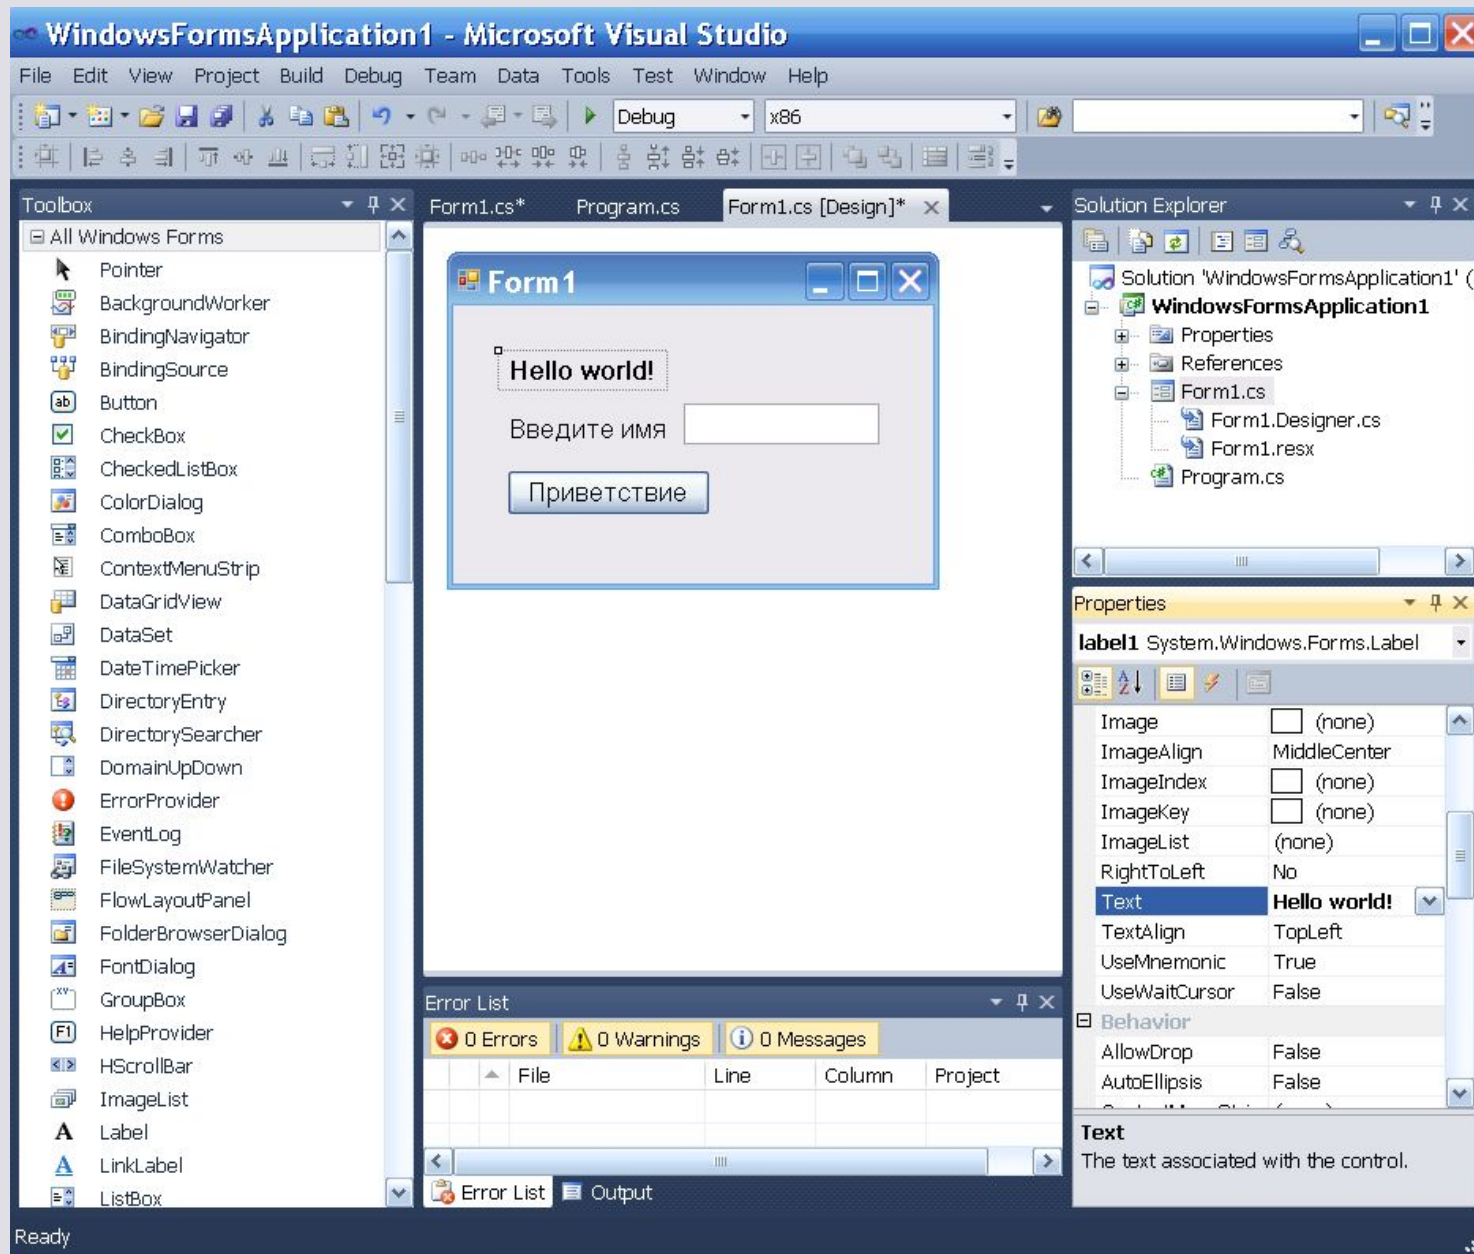 WindowsFormsApplication1 - Microsoft Visual Studio
File Edit View Project Build Debug Team Data Tools Test Window Help
Debug x86
Toolbox
All Windows Forms
Pointer
BackgroundWorker
BindingNavigator
BindingSource
Button
CheckBox
CheckedListBox
ColorDialog
ComboBox
ContextMenuStrip
DataGridView
DataSet
DateTimePicker
DirectoryEntry
DirectorySearcher
DomainUpDown
ErrorProvider
EventLog
FileSystemWatcher
FlowLayoutPanel
FolderBrowserDialog
FontDialog
GroupBox
HelpProvider
HScrollBar
ImageList
Label
LinkLabel
ListBox
Form1.cs* Program.cs Form1.cs [Design]*
Form1
Hello world!
Введите имя
Приветствие
Error List
0 Errors 0 Warnings 0 Messages
File Line Column Project
Error List Output
Solution Explorer
Solution 'WindowsFormsApplication1' (
WindowsFormsApplication1
Properties
References
Form1.cs
Form1.Designer.cs
Form1.resx
Program.cs
Properties
label1 System.Windows.Forms.Label
Image (none)
ImageAlign MiddleCenter
ImageIndex (none)
ImageKey (none)
ImageList (none)
RightToLeft No
Text Hello world!
TextAlign TopLeft
UseMnemonic True
UseWaitCursor False
Behavior
AllowDrop False
AutoEllipsis False
Text
The text associated with the control.
Ready